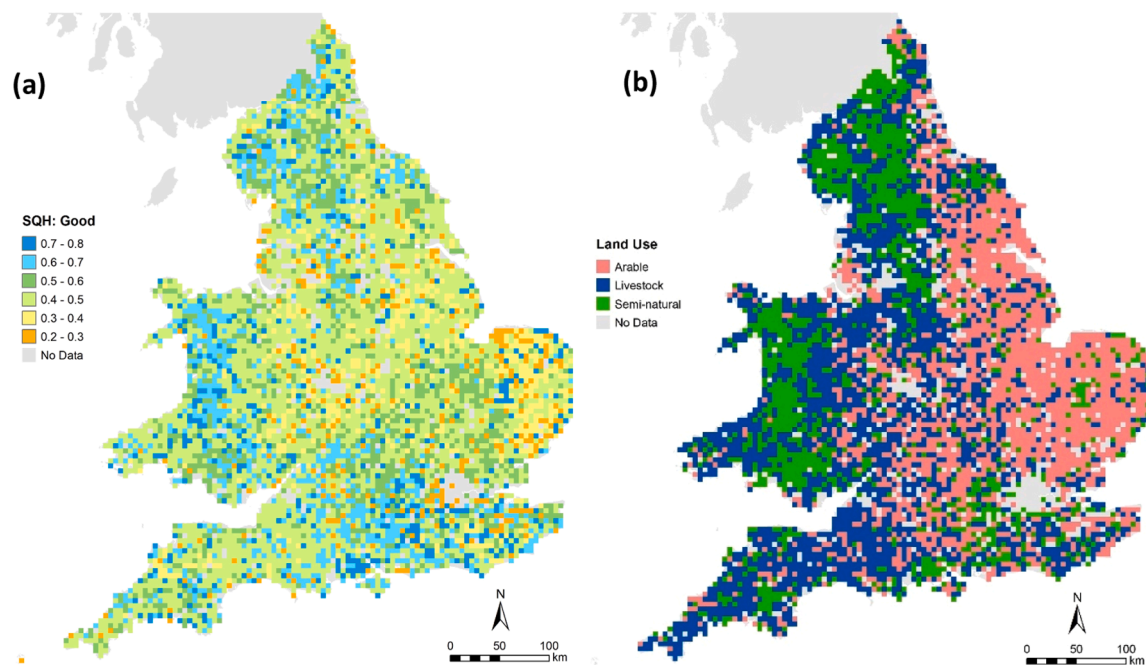 (a)
SQH: Good
0.7 - 0.8
0.6 - 0.7
0.5 - 0.6
0.4 - 0.5
0.3 - 0.4
0.2 - 0.3
No Data
N
0 50 100
km
(b)
Land Use
Arable
Livestock
Semi-natural
No Data
N
0 50 100
km